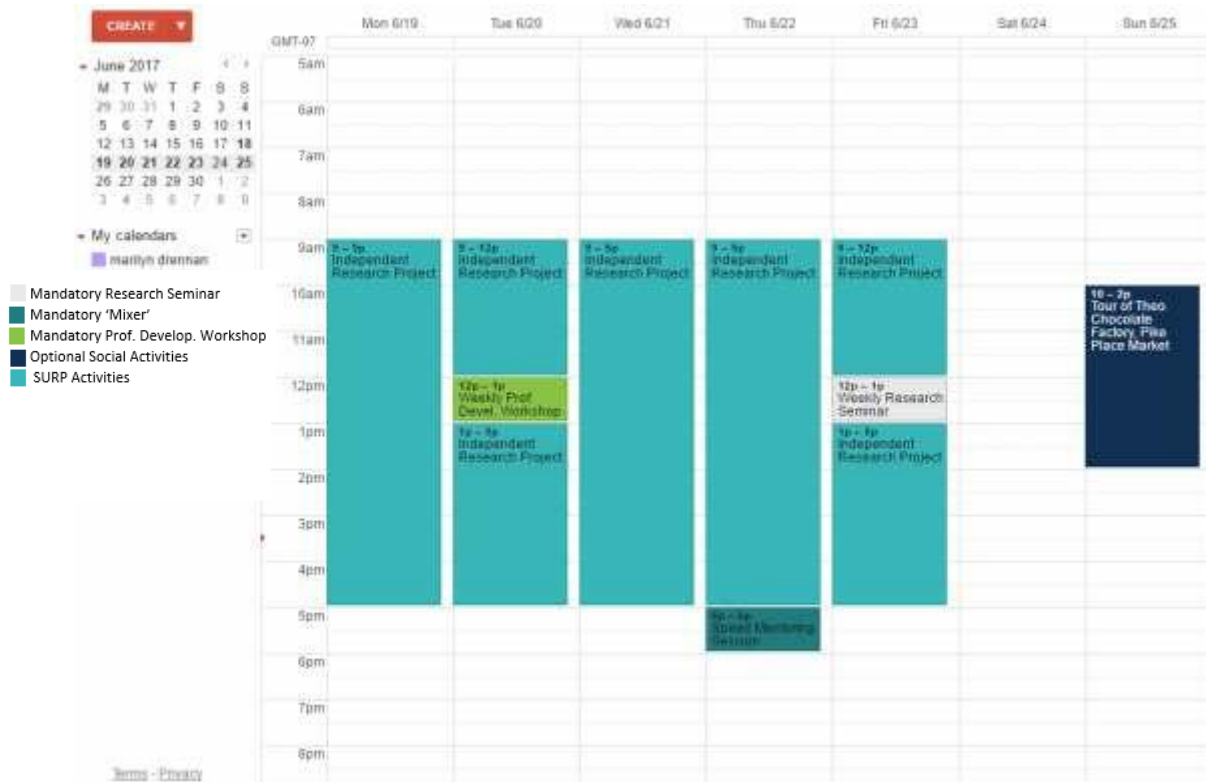 CREATE
Mon 6/19 Tue 6/20 Wed 6/21 Thu 6/22 Fri 6/23 Sat 6/24 Sun 6/25
GMT-07
June 2017
M T W T F S S
29 30 31 1 2 3 4
5 6 7 8 9 10 11
12 13 14 15 16 17 18
19 20 21 22 23 24 25
26 27 28 29 30 1 2
3 4 5 6 7 8 9
My calendars
marilyn drennan
Mandatory Research Seminar
Mandatory 'Mixer'
Mandatory Prof. Develop. Workshop
Optional Social Activities
SURP Activities
5am
6am
7am
8am
9am
10am
11am
12pm
1pm
2pm
3pm
4pm
5pm
6pm
7pm
8pm
9 – 5p
Independent
Research Project
9 – 12p
Independent
Research Project
12p – 1p
Weekly Prof
Devel. Workshop
1p – 5p
Independent
Research Project
9 – 5p
Independent
Research Project
9 – 5p
Independent
Research Project
5p – 6p
Speed Mentoring
Session
9 – 12p
Independent
Research Project
12p – 1p
Weekly Research
Seminar
1p – 5p
Independent
Research Project
10 – 2p
Tour of Theo
Chocolate
Factory, Pike
Place Market
Terms - Privacy